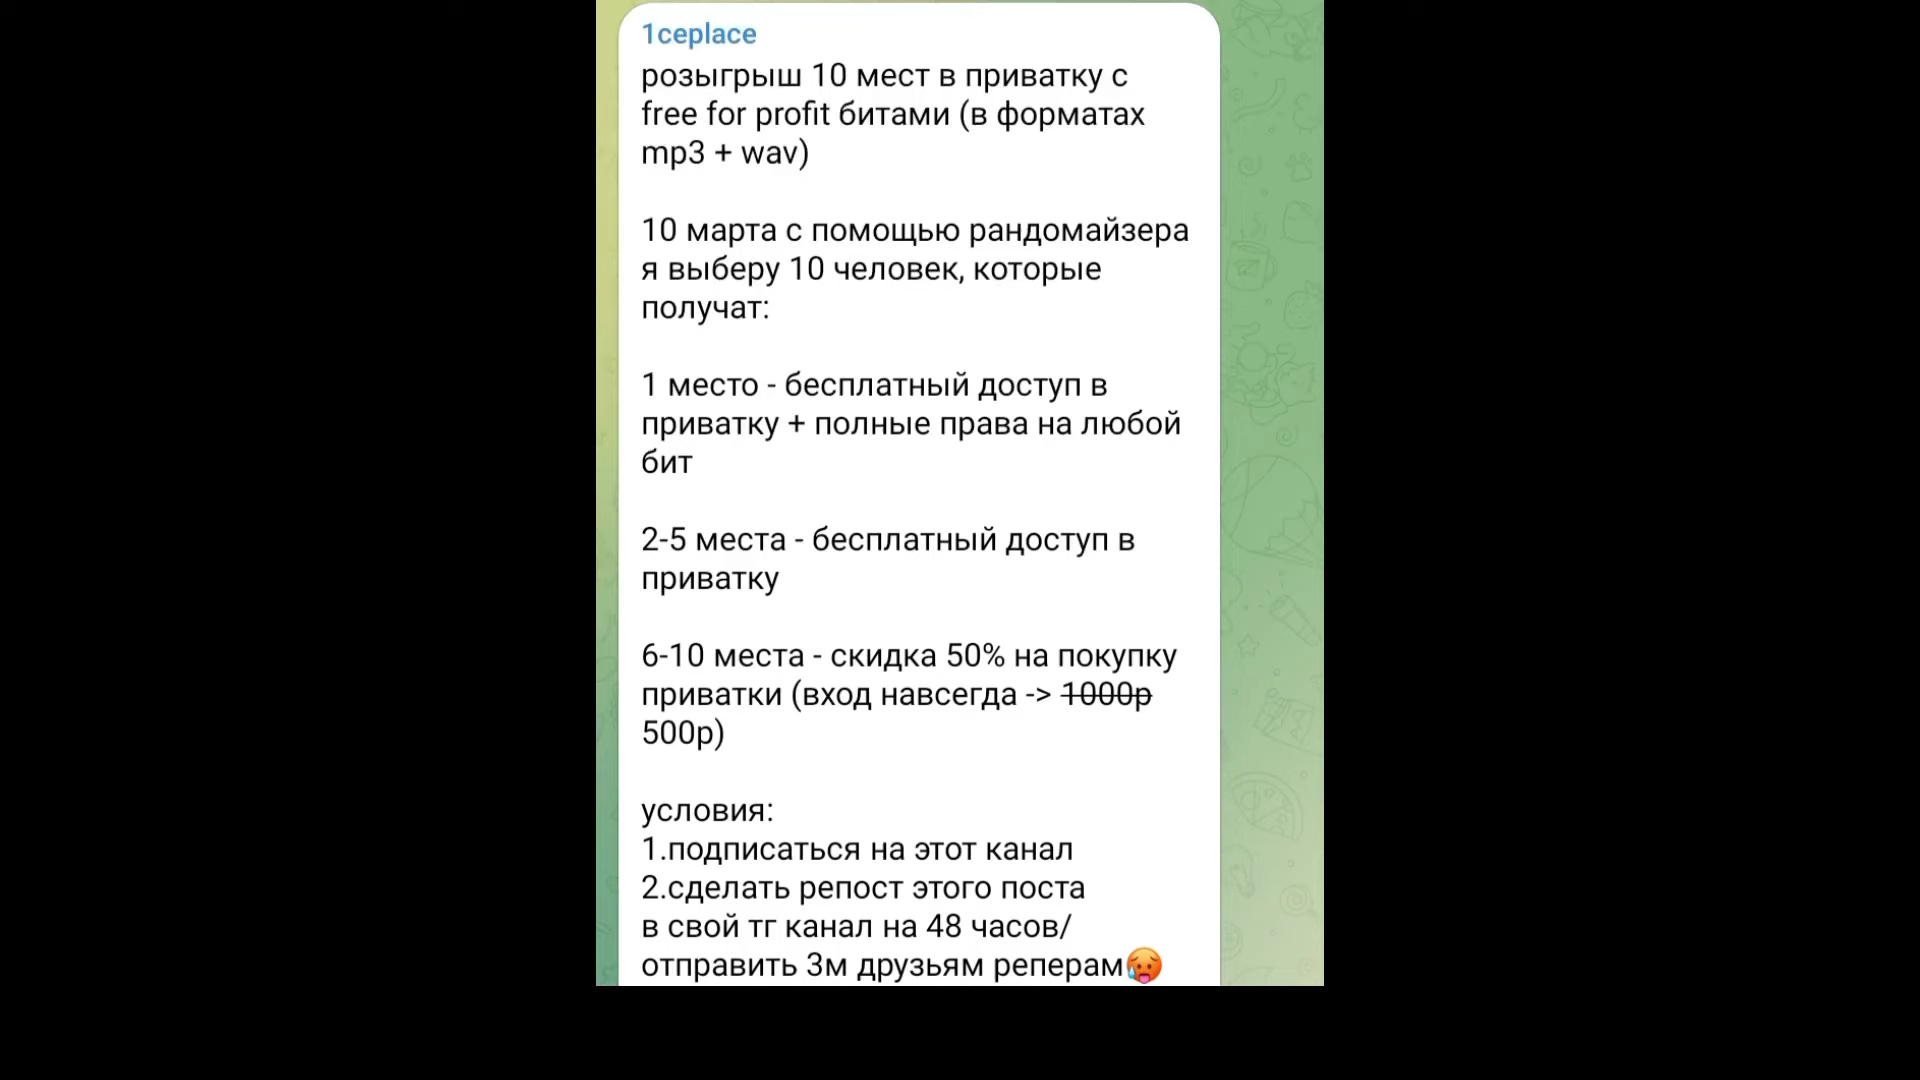 1ceplace
розыгрыш 10 мест в приватку с
free for profit битами (в форматах
mp3 + wav)
10 марта с помощью рандомайзера
я выберу 10 человек, которые
получат:
1 место - бесплатный доступ в
приватку + полные права на любой
бит
2-5 места - бесплатный доступ в
приватку
6-10 места - скидка 50% на покупку
приватки (вход навсегда -> 1000р
500р)
условия:
1.подписаться на этот канал
2.сделать репост этого поста
в свой тг канал на 48 часов/
отправить 3м друзьям реперам🥵